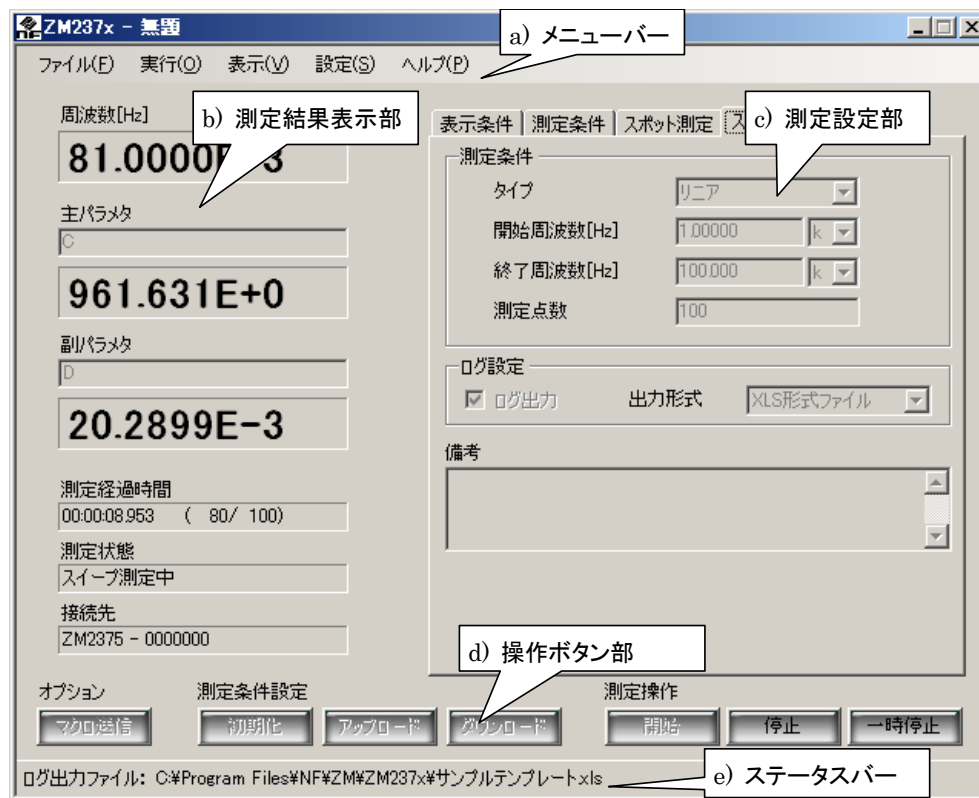 ZM237x - 無題
a) メニューバー
ファイル(F) 実行(O) 表示(V) 設定(S) ヘルプ(P)
周波数[Hz]
b) 測定結果表示部
81.0000
3
主パラメタ
C
961.631E+0
副パラメタ
D
20.2899E-3
測定経過時間
00:00:08.953 ( 80/ 100)
測定状態
スイープ測定中
接続先
ZM2375 - 0000000
表示条件 測定条件 スポット測定 ス
c) 測定設定部
測定条件
タイプ リニア
開始周波数[Hz] 1.00000 k
終了周波数[Hz] 100.000 k
測定点数 100
ログ設定
ログ出力 出力形式 XLS形式ファイル
備考
d) 操作ボタン部
オプション 測定条件設定 測定操作
マクロ送信 初期化 アップロード ダウンロード 開始 停止 一時停止
ログ出力ファイル: C:¥Program Files¥NF¥ZM¥ZM237x¥サンプルテンプレート.xls
e) ステータスバー